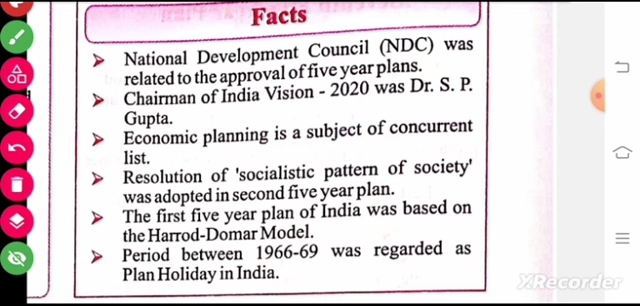 Facts
➤ National Development Council (NDC) was
related to the approval of five year plans.
➤ Chairman of India Vision - 2020 was Dr. S. P.
Gupta.
➤ Economic planning is a subject of concurrent
list.
➤ Resolution of 'socialistic pattern of society'
was adopted in second five year plan.
➤ The first five year plan of India was based on
the Harrod-Domar Model.
➤ Period between 1966-69 was regarded as
Plan Holiday in India.
XRecorder